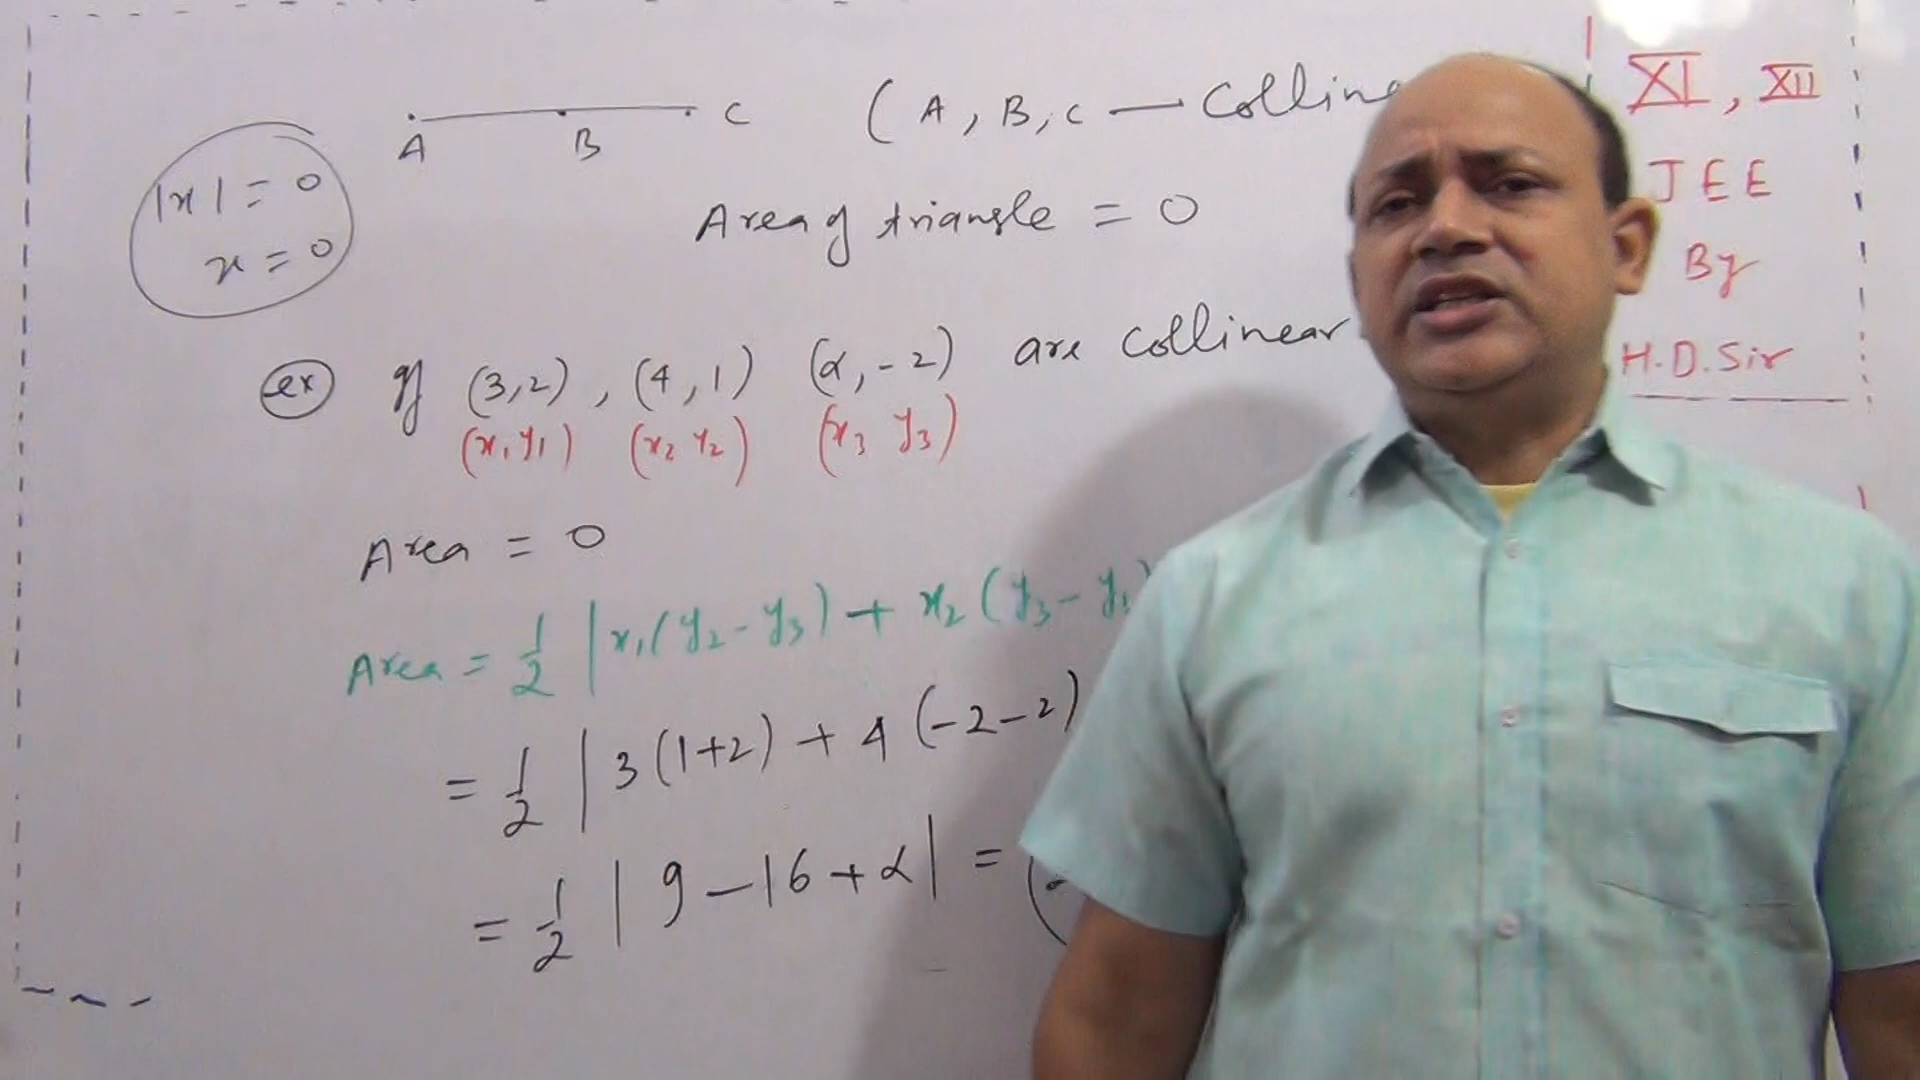 |x| = 0
x = 0
A B C
( A, B, C — Colline
Area of triangle = 0
ex If (3,2), (4,1) (α,-2) are collinear
(x₁ y₁) (x₂ y₂) (x₃ y₃)
Area = 0
Area = 1/2 | x₁(y₂-y₃) + x₂(y₃-y₁)
= 1/2 | 3(1+2) + 4(-2-2)
= 1/2 | 9-16+α | =
XI, XII
JEE
By
H.D.Sir